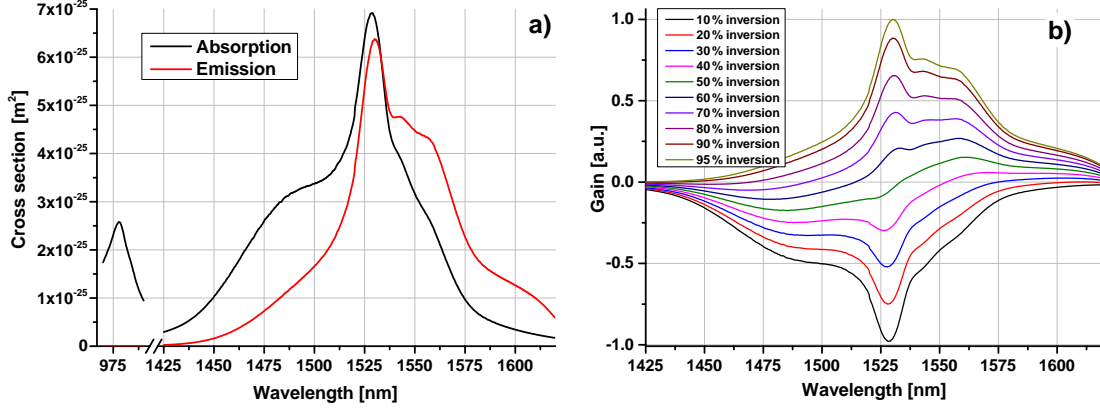 a)
Absorption
Emission
Cross section [m²]
7x10⁻²⁵
6x10⁻²⁵
5x10⁻²⁵
4x10⁻²⁵
3x10⁻²⁵
2x10⁻²⁵
1x10⁻²⁵
0
975 1425 1450 1475 1500 1525 1550 1575 1600
Wavelength [nm]
b)
10% inversion
20% inversion
30% inversion
40% inversion
50% inversion
60% inversion
70% inversion
80% inversion
90% inversion
95% inversion
Gain [a.u.]
1.0
0.5
0.0
-0.5
-1.0
1425 1450 1475 1500 1525 1550 1575 1600
Wavelength [nm]